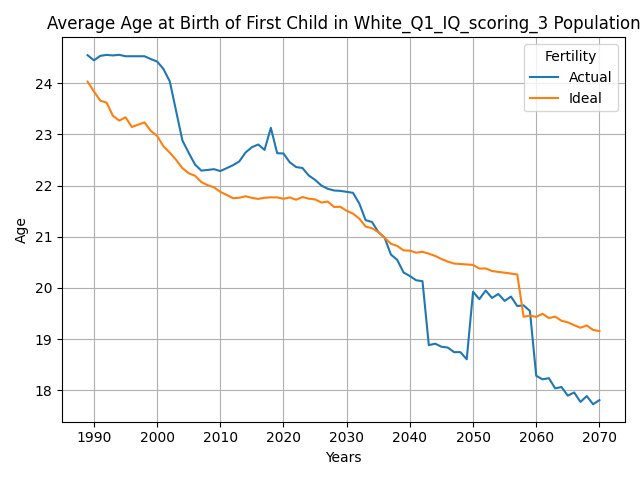 Average Age at Birth of First Child in White_Q1_IQ_scoring_3 Population
Fertility
Actual
Ideal
Age
24
23
22
21
20
19
18
1990
2000
2010
2020
2030
2040
2050
2060
2070
Years